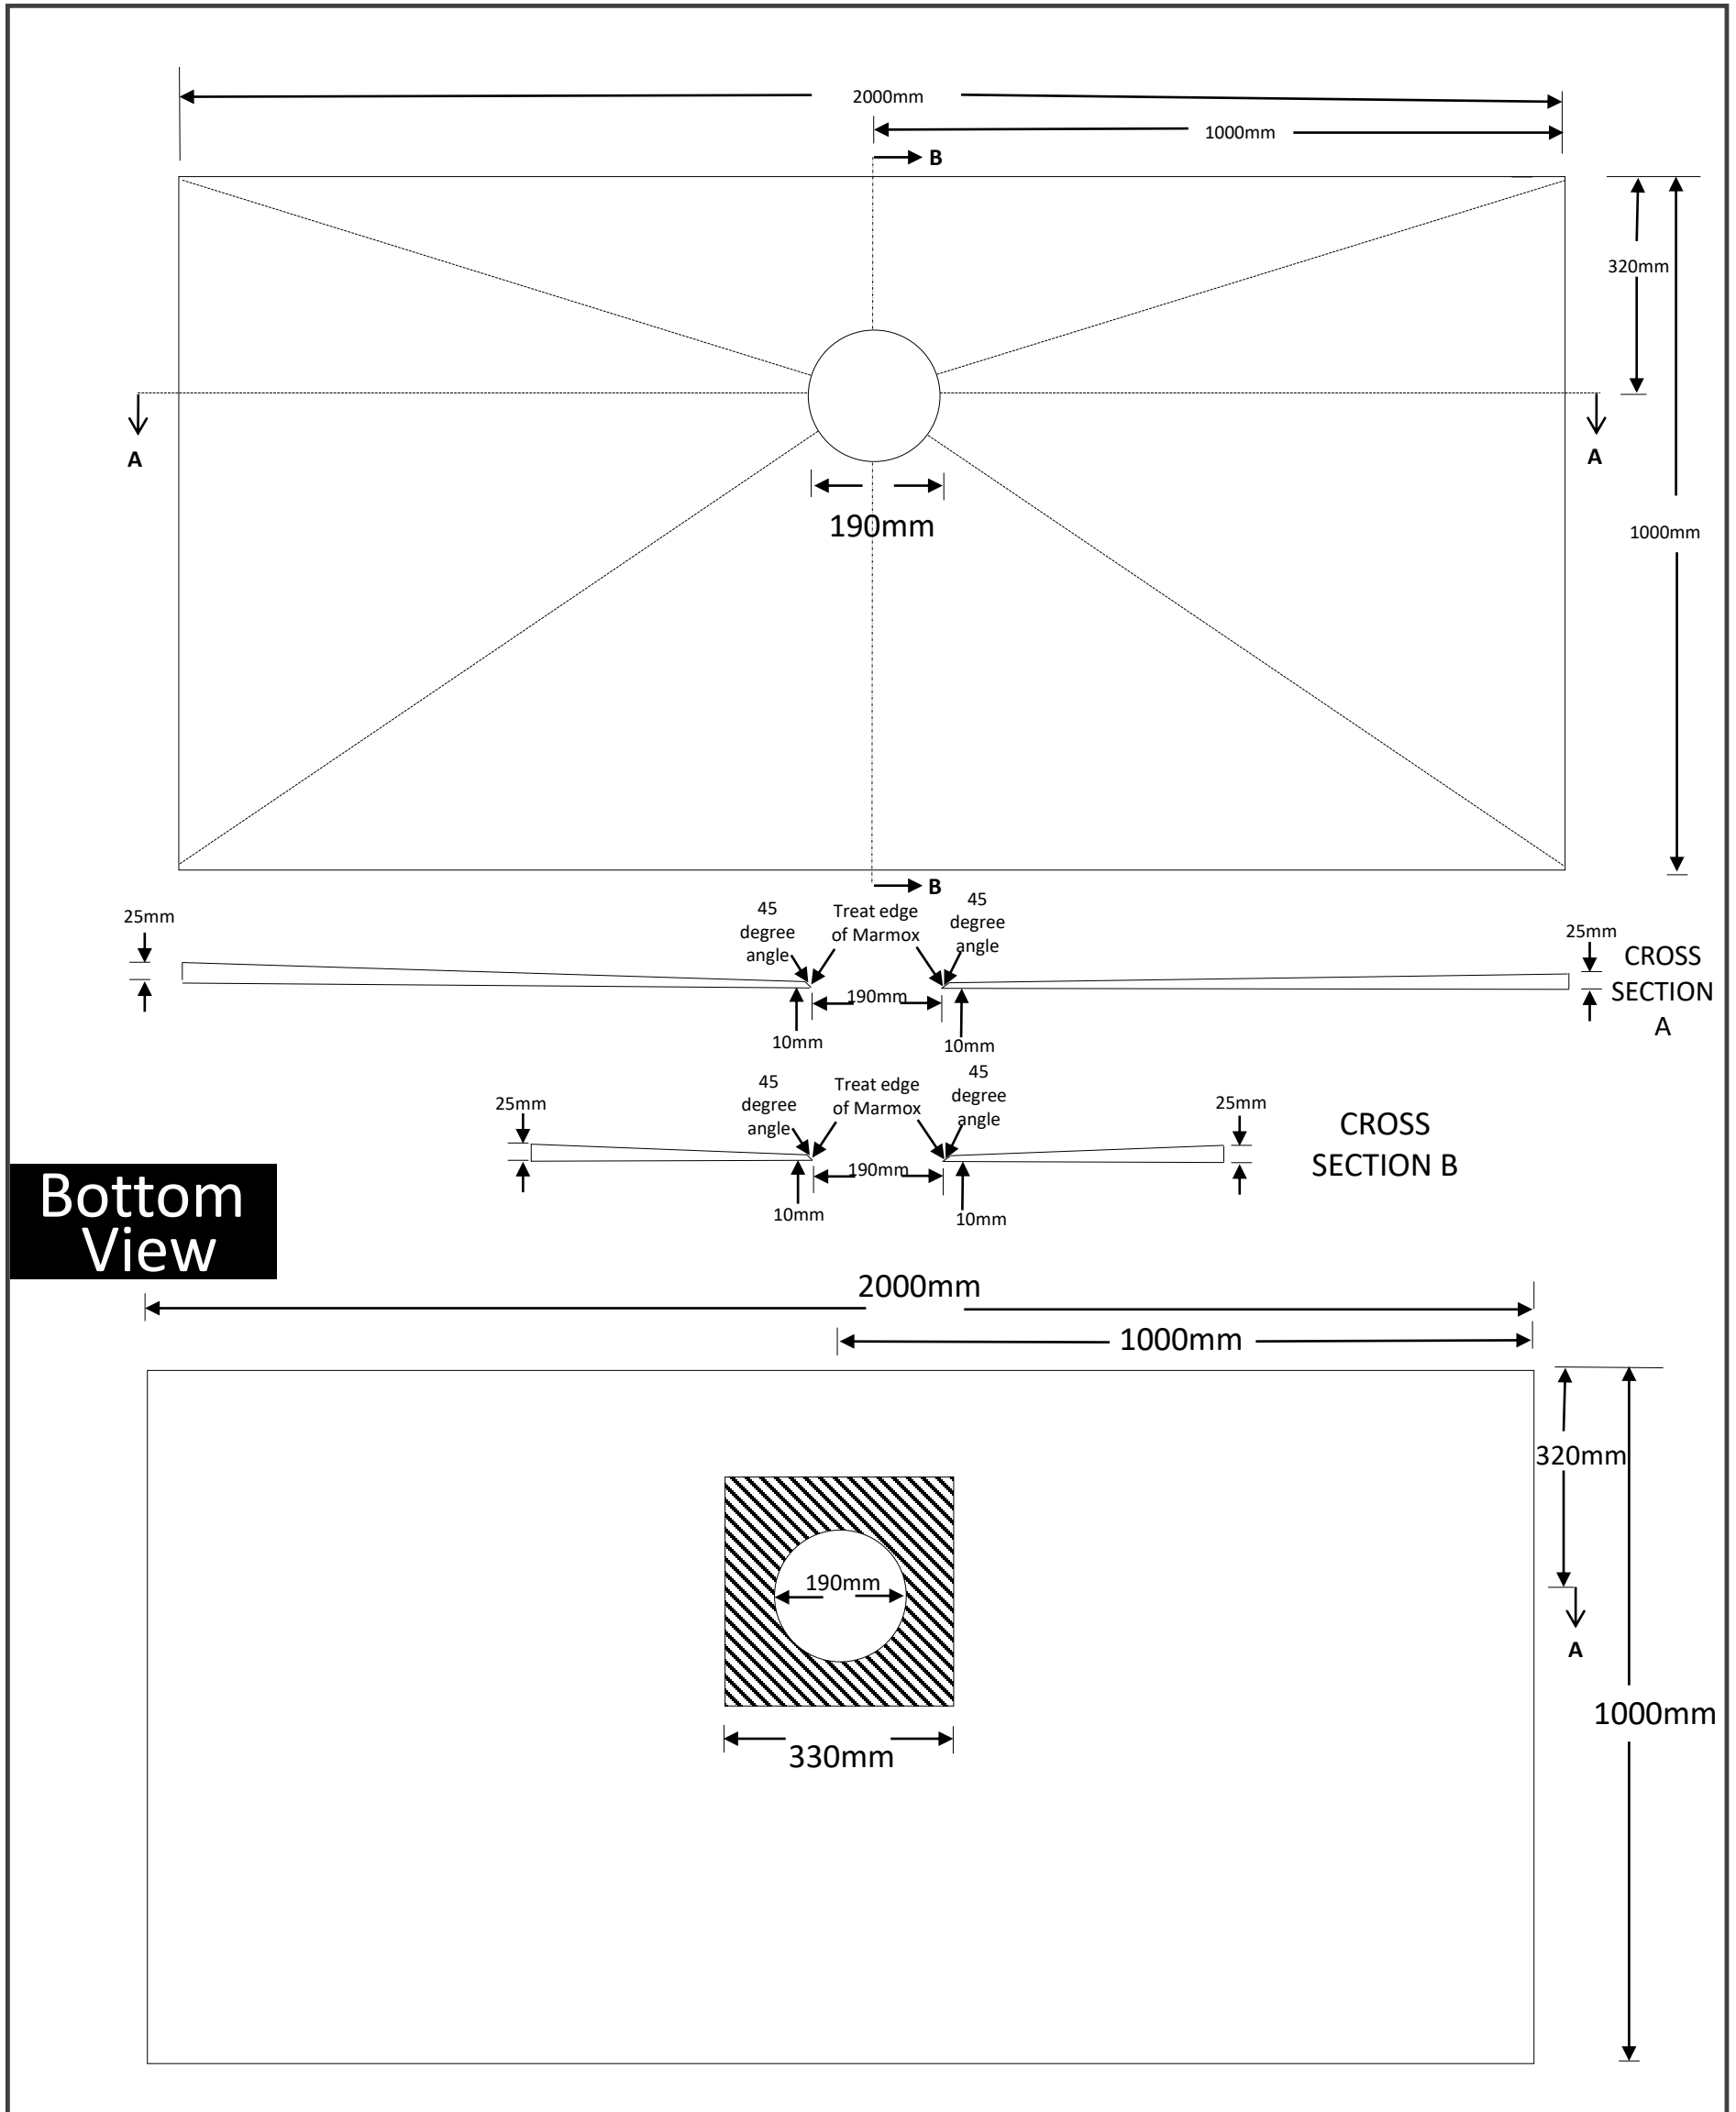 2000mm
1000mm
B
320mm
A
A
190mm
1000mm
B
25mm
45
degree
angle
Treat edge
of Marmox
45
degree
angle
25mm
CROSS
SECTION
A
190mm
10mm
10mm
25mm
45
degree
angle
Treat edge
of Marmox
45
degree
angle
25mm
CROSS
SECTION B
190mm
10mm
10mm
Bottom
View
2000mm
1000mm
320mm
190mm
A
1000mm
330mm